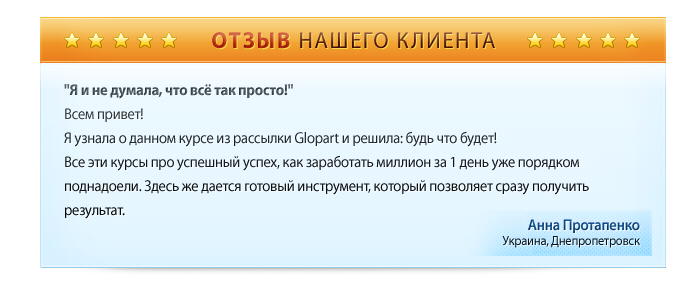 ОТЗЫВ НАШЕГО КЛИЕНТА
"Я и не думала, что всё так просто!"
Всем привет!
Я узнала о данном курсе из рассылки Glopart и решила: будь что будет!
Все эти курсы про успешный успех, как заработать миллион за 1 день уже порядком
поднадоели. Здесь же дается готовый инструмент, который позволяет сразу получить
результат.
Анна Протапенко
Украина, Днепропетровск